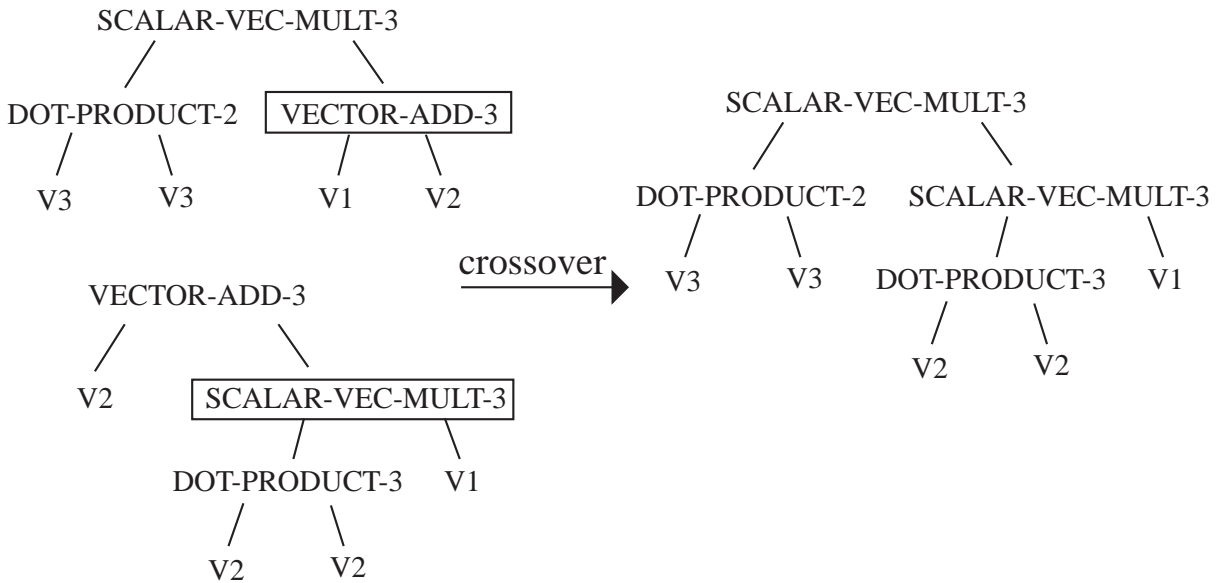 SCALAR-VEC-MULT-3
DOT-PRODUCT-2 VECTOR-ADD-3
V3 V3 V1 V2
VECTOR-ADD-3
V2
SCALAR-VEC-MULT-3
DOT-PRODUCT-3 V1
V2 V2
crossover
SCALAR-VEC-MULT-3
DOT-PRODUCT-2 SCALAR-VEC-MULT-3
V3 V3 DOT-PRODUCT-3 V1
V2 V2